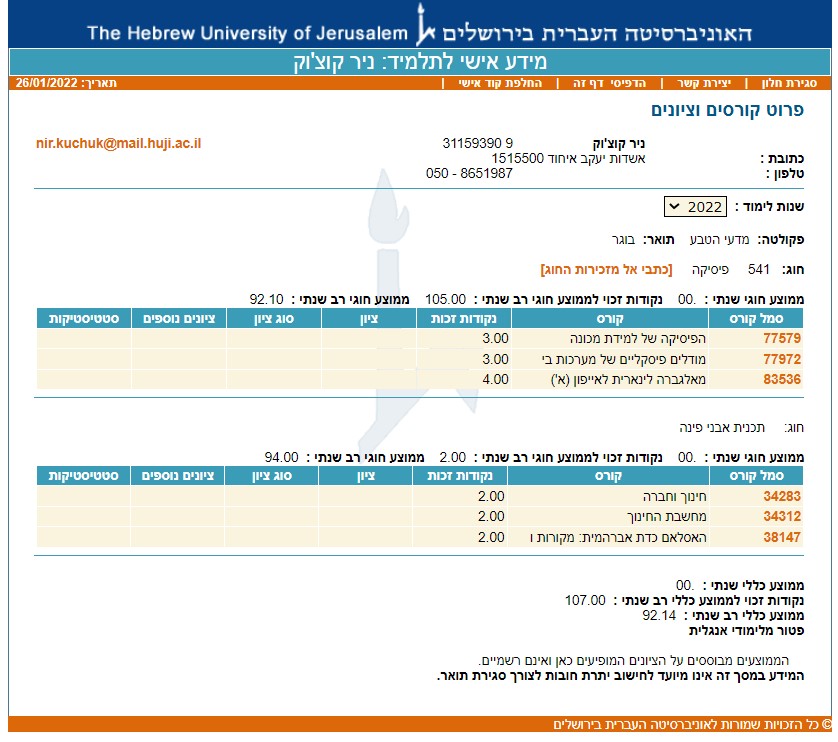 The Hebrew University of Jerusalem האוניברסיטה העברית בירושלים
מידע אישי לתלמיד: ניר קוצ'וק
סגירת חלון | יצירת קשר | הדפיסי דף זה | החלפת קוד אישי | תאריך: 26/01/2022
פרוט קורסים וציונים
ניר קוצ'וק 31159390 9 nir.kuchuk@mail.huji.ac.il
כתובת : אשדות יעקב איחוד 1515500
טלפון : 050 - 8651987
שנות לימוד : 2022
פקולטה: מדעי הטבע תואר: בוגר
חוג: 541 פיסיקה [כתבי אל מזכירות החוג]
ממוצע חוגי שנתי : .00 נקודות זכוי לממוצע חוגי רב שנתי : 105.00 ממוצע חוגי רב שנתי : 92.10
סמל קורס קורס נקודות זכות ציון סוג ציון ציונים נוספים סטטיסטיקות
77579 הפיסיקה של למידת מכונה 3.00
77972 מודלים פיסקליים של מערכות בי 3.00
83536 מאלגברה לינארית לאייפון (א') 4.00
חוג: תכנית אבני פינה
ממוצע חוגי שנתי : .00 נקודות זכוי לממוצע חוגי רב שנתי : 2.00 ממוצע חוגי רב שנתי : 94.00
סמל קורס קורס נקודות זכות ציון סוג ציון ציונים נוספים סטטיסטיקות
34283 חינוך וחברה 2.00
34312 מחשבת החינוך 2.00
38147 האסלאם כדת אברהמית: מקורות ו 2.00
ממוצע כללי שנתי : .00
נקודות זכוי לממוצע כללי רב שנתי : 107.00
ממוצע כללי רב שנתי : 92.14
פטור מלימודי אנגלית
הממוצעים מבוססים על הציונים המופיעים כאן ואינם רשמיים.
המידע במסך זה אינו מיועד לחישוב יתרת חובות לצורך סגירת תואר.
© כל הזכויות שמורות לאוניברסיטה העברית בירושלים